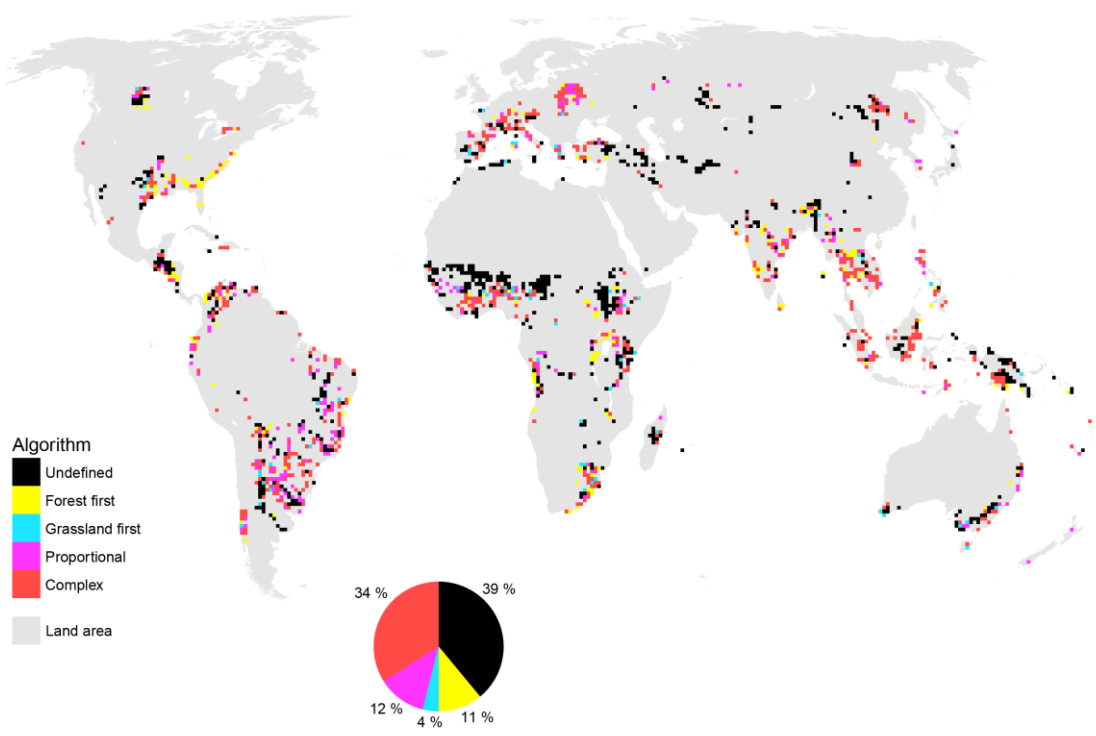 Algorithm
Undefined
Forest first
Grassland first
Proportional
Complex
Land area
34 %
39 %
12 %
4 %
11 %